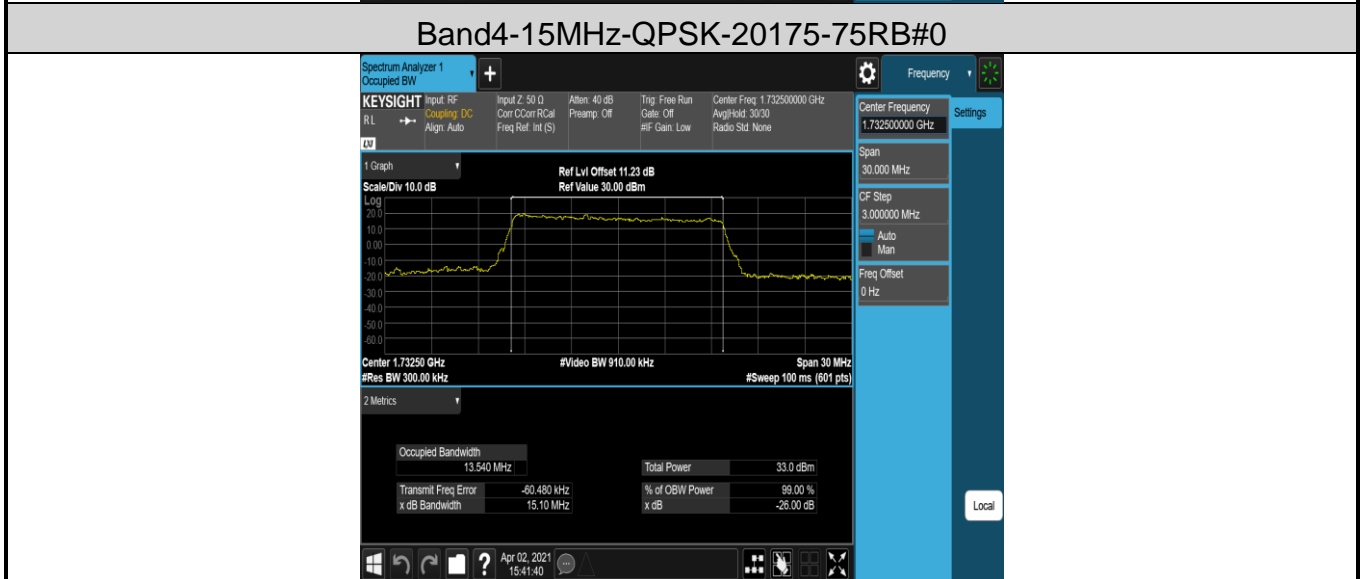 Band4-15MHz-QPSK-20175-75RB#0
Spectrum Analyzer 1
Occupied BW
+
Frequency
KEYSIGHT
RL
LXI
Input: RF
Coupling: DC
Align: Auto
Input Z: 50 Ω
Corr CCorr RCal
Freq Ref: Int (S)
Atten: 40 dB
Preamp: Off
Trig: Free Run
Gate: Off
#IF Gain: Low
Center Freq: 1.732500000 GHz
Avg|Hold: 30/30
Radio Std: None
Center Frequency
1.732500000 GHz
Settings
Span
30.000 MHz
CF Step
3.000000 MHz
Auto
Man
Freq Offset
0 Hz
Local
1 Graph
Scale/Div 10.0 dB
Ref Lvl Offset 11.23 dB
Ref Value 30.00 dBm
Log
20.0
10.0
0.00
-10.0
-20.0
-30.0
-40.0
-50.0
-60.0
Center 1.73250 GHz
#Video BW 910.00 kHz
Span 30 MHz
#Res BW 300.00 kHz
#Sweep 100 ms (601 pts)
2 Metrics
Occupied Bandwidth
13.540 MHz
Total Power 33.0 dBm
Transmit Freq Error -60.480 kHz
% of OBW Power 99.00 %
x dB Bandwidth 15.10 MHz
x dB -26.00 dB
?
Apr 02, 2021
15:41:40